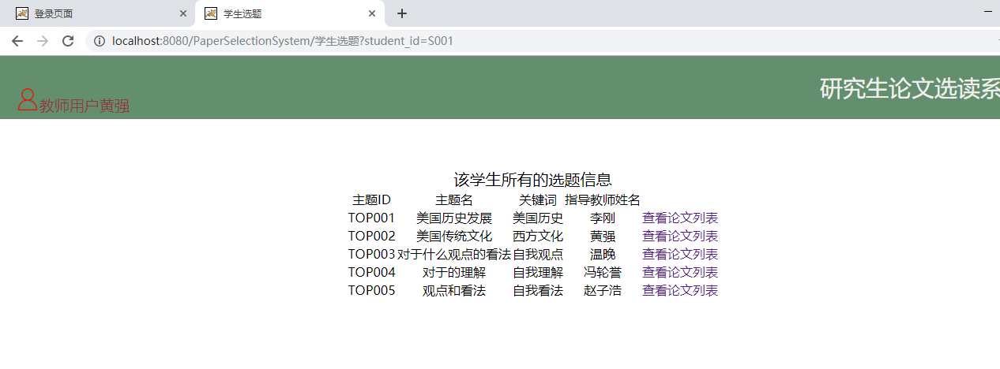 登录页面
学生选题
localhost:8080/PaperSelectionSystem/学生选题?student_id=S001
研究生论文选读系
教师用户黄强
该学生所有的选题信息
主题ID 主题名 关键词 指导教师姓名
TOP001 美国历史发展 美国历史 李刚 查看论文列表
TOP002 美国传统文化 西方文化 黄强 查看论文列表
TOP003 对于什么观点的看法 自我观点 温晚 查看论文列表
TOP004 对于的理解 自我理解 冯轮誉 查看论文列表
TOP005 观点和看法 自我看法 赵子浩 查看论文列表